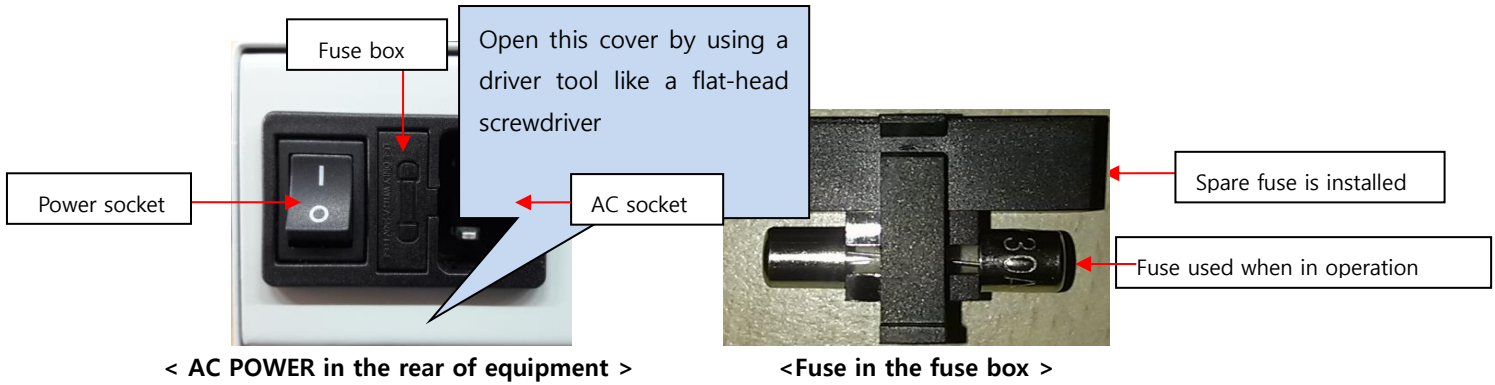 Fuse box
Open this cover by using a
driver tool like a flat-head
screwdriver
Power socket
AC socket
Spare fuse is installed
Fuse used when in operation
30A
< AC POWER in the rear of equipment >
<Fuse in the fuse box >